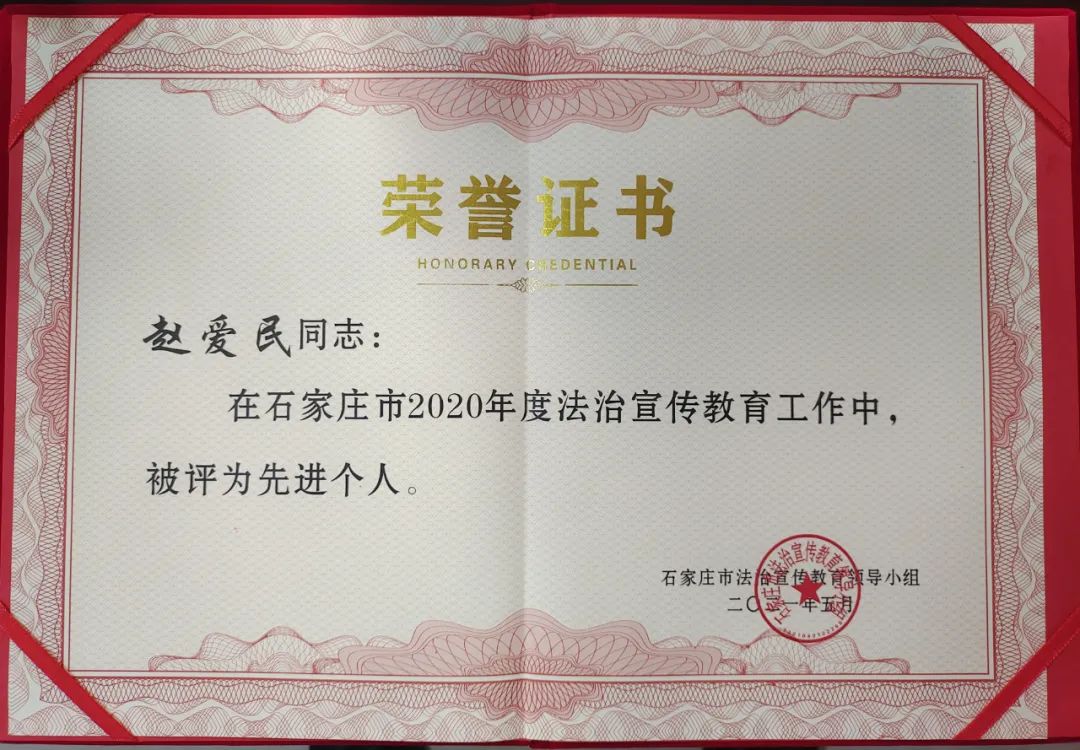 荣誉证书
HONORARY CREDENTIAL
赵爱民同志：
在石家庄市2020年度法治宣传教育工作中，
被评为先进个人。
石家庄市法治宣传教育领导小组
二〇二一年五月